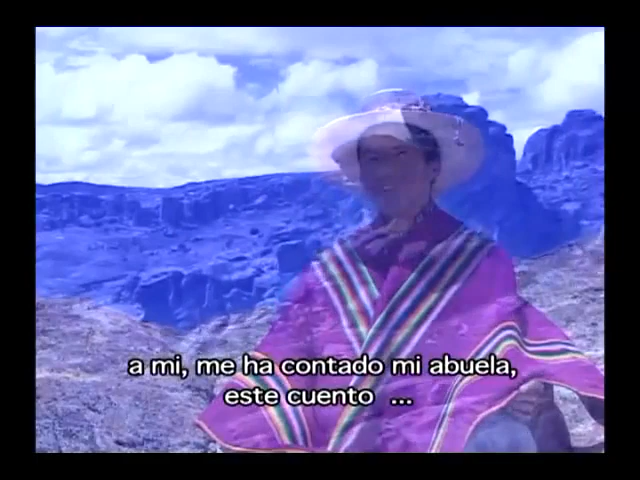 a mi, me ha contado mi abuela,
este cuento ...